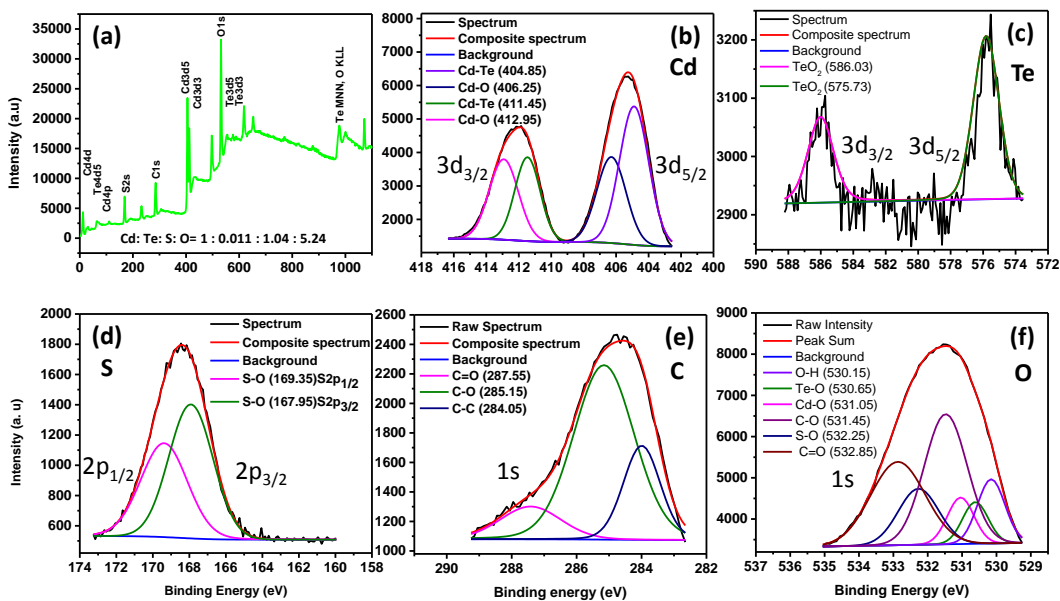 (a)
Intensity (a.u)
40000
35000
30000
25000
20000
15000
10000
5000
0
Cd4d
Te4d5
Cd4p
S2s
C1s
Cd3d5
Cd3d3
O1s
Te3d5
Te3d3
Te MNN, O KLL
Cd: Te: S: O= 1 : 0.011 : 1.04 : 5.24
0 200 400 600 800 1000
Binding Energy (eV)
(b)
Cd
8000
7000
6000
5000
4000
3000
2000
Spectrum
Composite spectrum
Background
Cd-Te (404.85)
Cd-O (406.25)
Cd-Te (411.45)
Cd-O (412.95)
3d3/2
3d5/2
418 416 414 412 410 408 406 404 402 400
Binding Energy (eV)
(c)
Te
3200
3100
3000
2900
Spectrum
Composite spectrum
Background
TeO2 (586.03)
TeO2 (575.73)
3d3/2
3d5/2
590 588 586 584 582 580 578 576 574 572
Binding Energy (eV)
(d)
S
Intensity (a. u)
2000
1800
1600
1400
1200
1000
800
600
Spectrum
Composite spectrum
Background
S-O (169.35)S2p1/2
S-O (167.95)S2p3/2
2p1/2
2p3/2
174 172 170 168 166 164 162 160 158
Binding Energy (eV)
(e)
C
2600
2400
2200
2000
1800
1600
1400
1200
1000
Raw Spectrum
Composite spectrum
Background
C=O (287.55)
C-O (285.15)
C-C (284.05)
1s
290 288 286 284 282
Binding energy (eV)
(f)
O
9000
8000
7000
6000
5000
4000
3000
Raw Intensity
Peak Sum
Background
O-H (530.15)
Te-O (530.65)
Cd-O (531.05)
C-O (531.45)
S-O (532.25)
C=O (532.85)
1s
537 536 535 534 533 532 531 530 529
Binding Energy (eV)